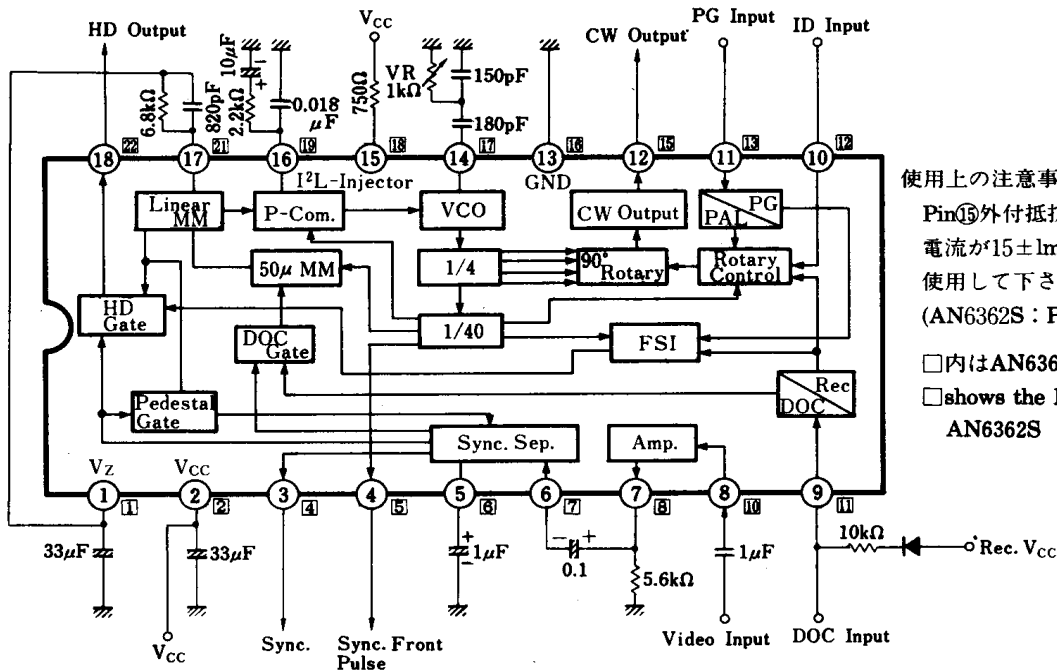 HD Output
V_CC
PG Input
ID Input
CW Output
6.8kΩ
820pF
10μF
2.2kΩ
0.018
μF
750Ω
VR
1kΩ
150pF
180pF
18 22
17 21
16 19
15 18
14 17
13 16
12 15
11 13
10 12
I²L-Injector
GND
Linear
MM
P-Com.
VCO
CW Output
PG
PAL
50μ MM
1/4
90°
Rotary
Rotary
Control
HD
Gate
DOC
Gate
1/40
FSI
Pedestal
Gate
Rec
DOC
Sync. Sep.
Amp.
V_Z
V_CC
1 1
2 2
3 4
4 5
5 6
6 7
7 8
8 10
9 11
33μF
33μF
+
1μF
−
− +
0.1
5.6kΩ
1μF
10kΩ
Rec. V_CC
V_CC
Sync.
Sync. Front
Pulse
Video Input
DOC Input
使用上の注意事
Pin⑮外付抵
電流が15±1m
使用して下さ
(AN6362S：P
□内はAN636
□shows the
AN6362S